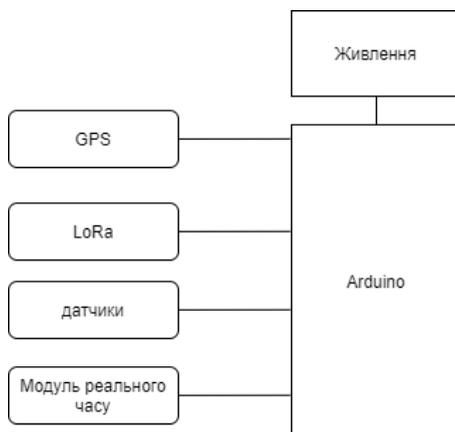 Живлення
GPS
LoRa
датчики
Модуль реального
часу
Arduino